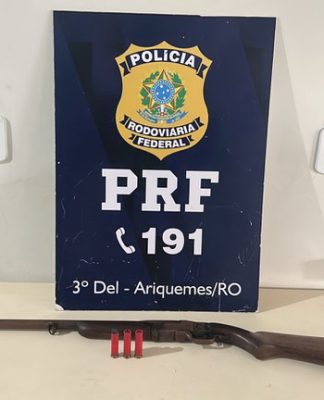 POLÍCIA
RODOVIÁRIA
FEDERAL
PRF
191
3º Del - Ariquemes/RO